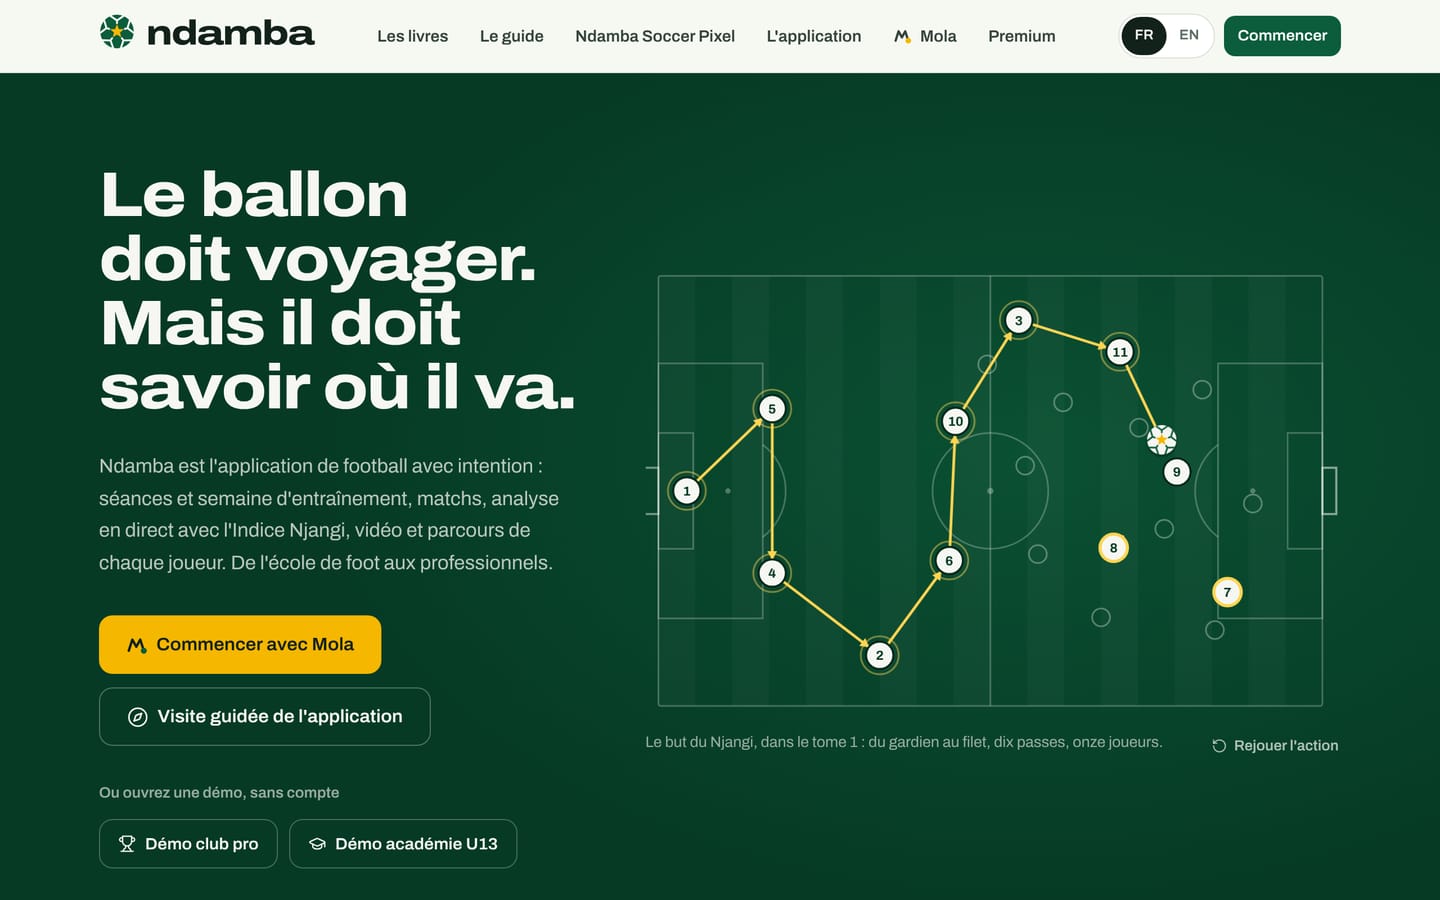 ndamba
Les livres
Le guide
Ndamba Soccer Pixel
L'application
Mola
Premium
FR
EN
Commencer
Le ballon
doit voyager.
Mais il doit
savoir où il va.
Ndamba est l'application de football avec intention :
séances et semaine d'entraînement, matchs, analyse
en direct avec l'Indice Njangi, vidéo et parcours de
chaque joueur. De l'école de foot aux professionnels.
Commencer avec Mola
Visite guidée de l'application
Ou ouvrez une démo, sans compte
Démo club pro
Démo académie U13
3
11
5
10
9
1
8
6
4
7
2
Le but du Njangi, dans le tome 1 : du gardien au filet, dix passes, onze joueurs.
Rejouer l'action